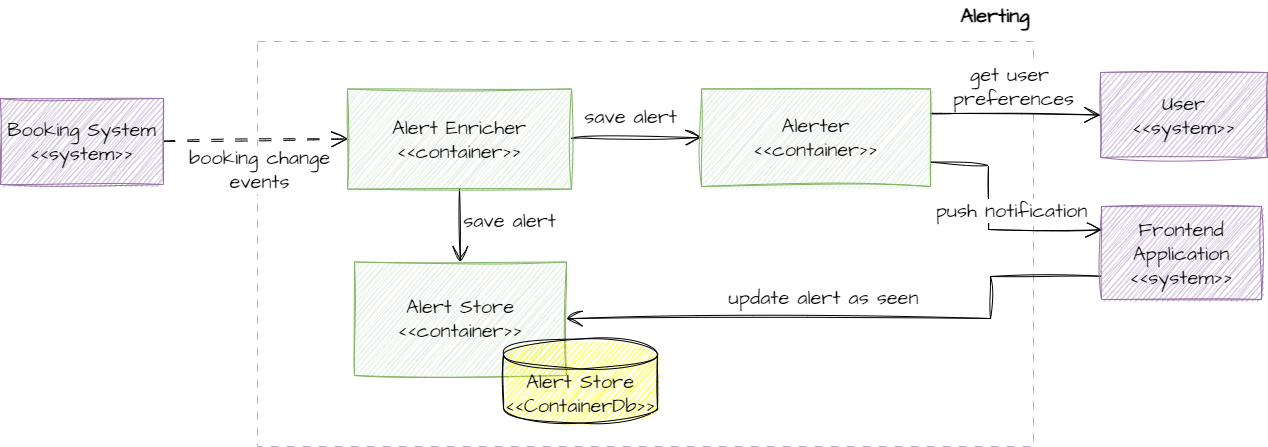 Alerting
Booking System
<<system>>
booking change
events
Alert Enricher
<<container>>
save alert
Alerter
<<container>>
get user
preferences
User
<<system>>
save alert
push notification
Frontend
Application
<<system>>
Alert Store
<<container>>
update alert as seen
Alert Store
<<ContainerDb>>